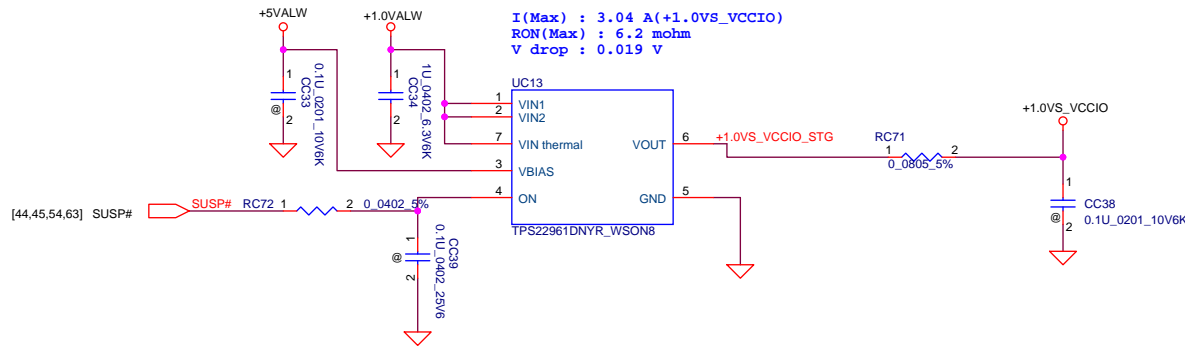 I(Max) : 3.04 A(+1.0VS_VCCIO)
RON(Max) : 6.2 mohm
V drop : 0.019 V
+5VALW
+1.0VALW
1
2
@
CC33
0.1U_0201_10V6K
1
2
CC34
1U_0402_6.3V6K
UC13
1 VIN1
2 VIN2
7 VIN thermal
3 VBIAS
4 ON
VOUT 6
GND 5
TPS22961DNYR_WSON8
+1.0VS_VCCIO_STG
RC71
1 2
0_0805_5%
+1.0VS_VCCIO
1
2
@
CC38
0.1U_0201_10V6K
[44,45,54,63] SUSP#
SUSP#
RC72 1 2 0_0402_5%
1
2
@
CC39
0.1U_0402_25V6